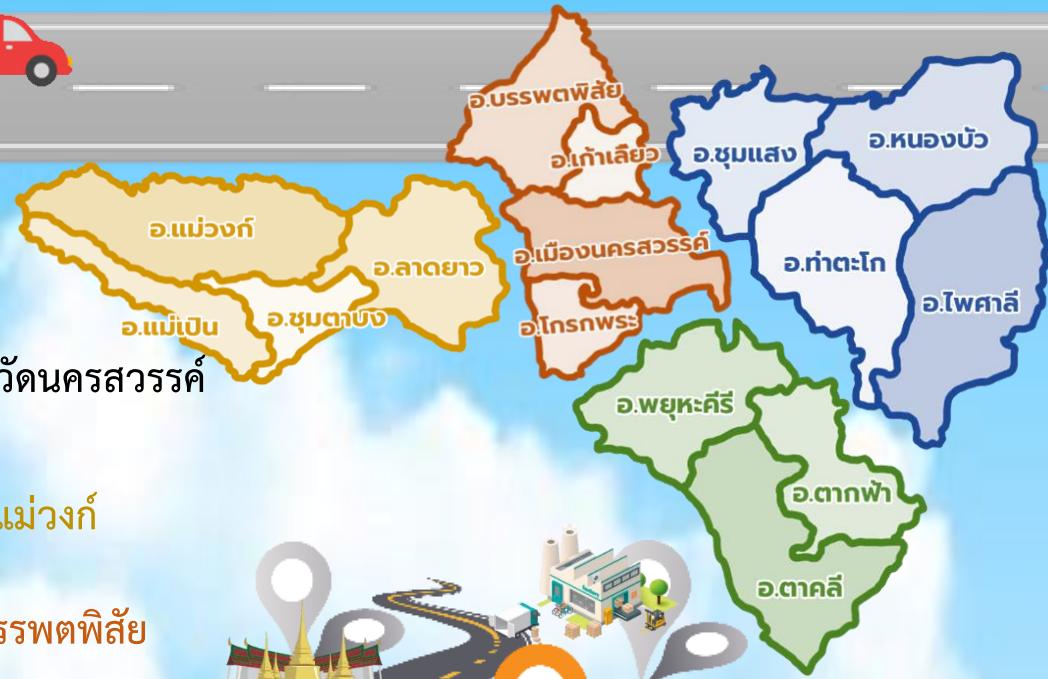 อ.บรรพตพิสัย
อ.เก้าเลี้ยว
อ.ชุมแสง
อ.หนองบัว
อ.แม่วงก์
อ.ลาดยาว
อ.เมืองนครสวรรค์
อ.ท่าตะโก
อ.ไพศาลี
อ.แม่เปิน
อ.ชุมตาบง
อ.โกรกพระ
วัดนครสวรรค์
อ.พยุหะคีรี
อ.ตากฟ้า
แม่วงก์
อ.ตาคลี
รรพตพิสัย